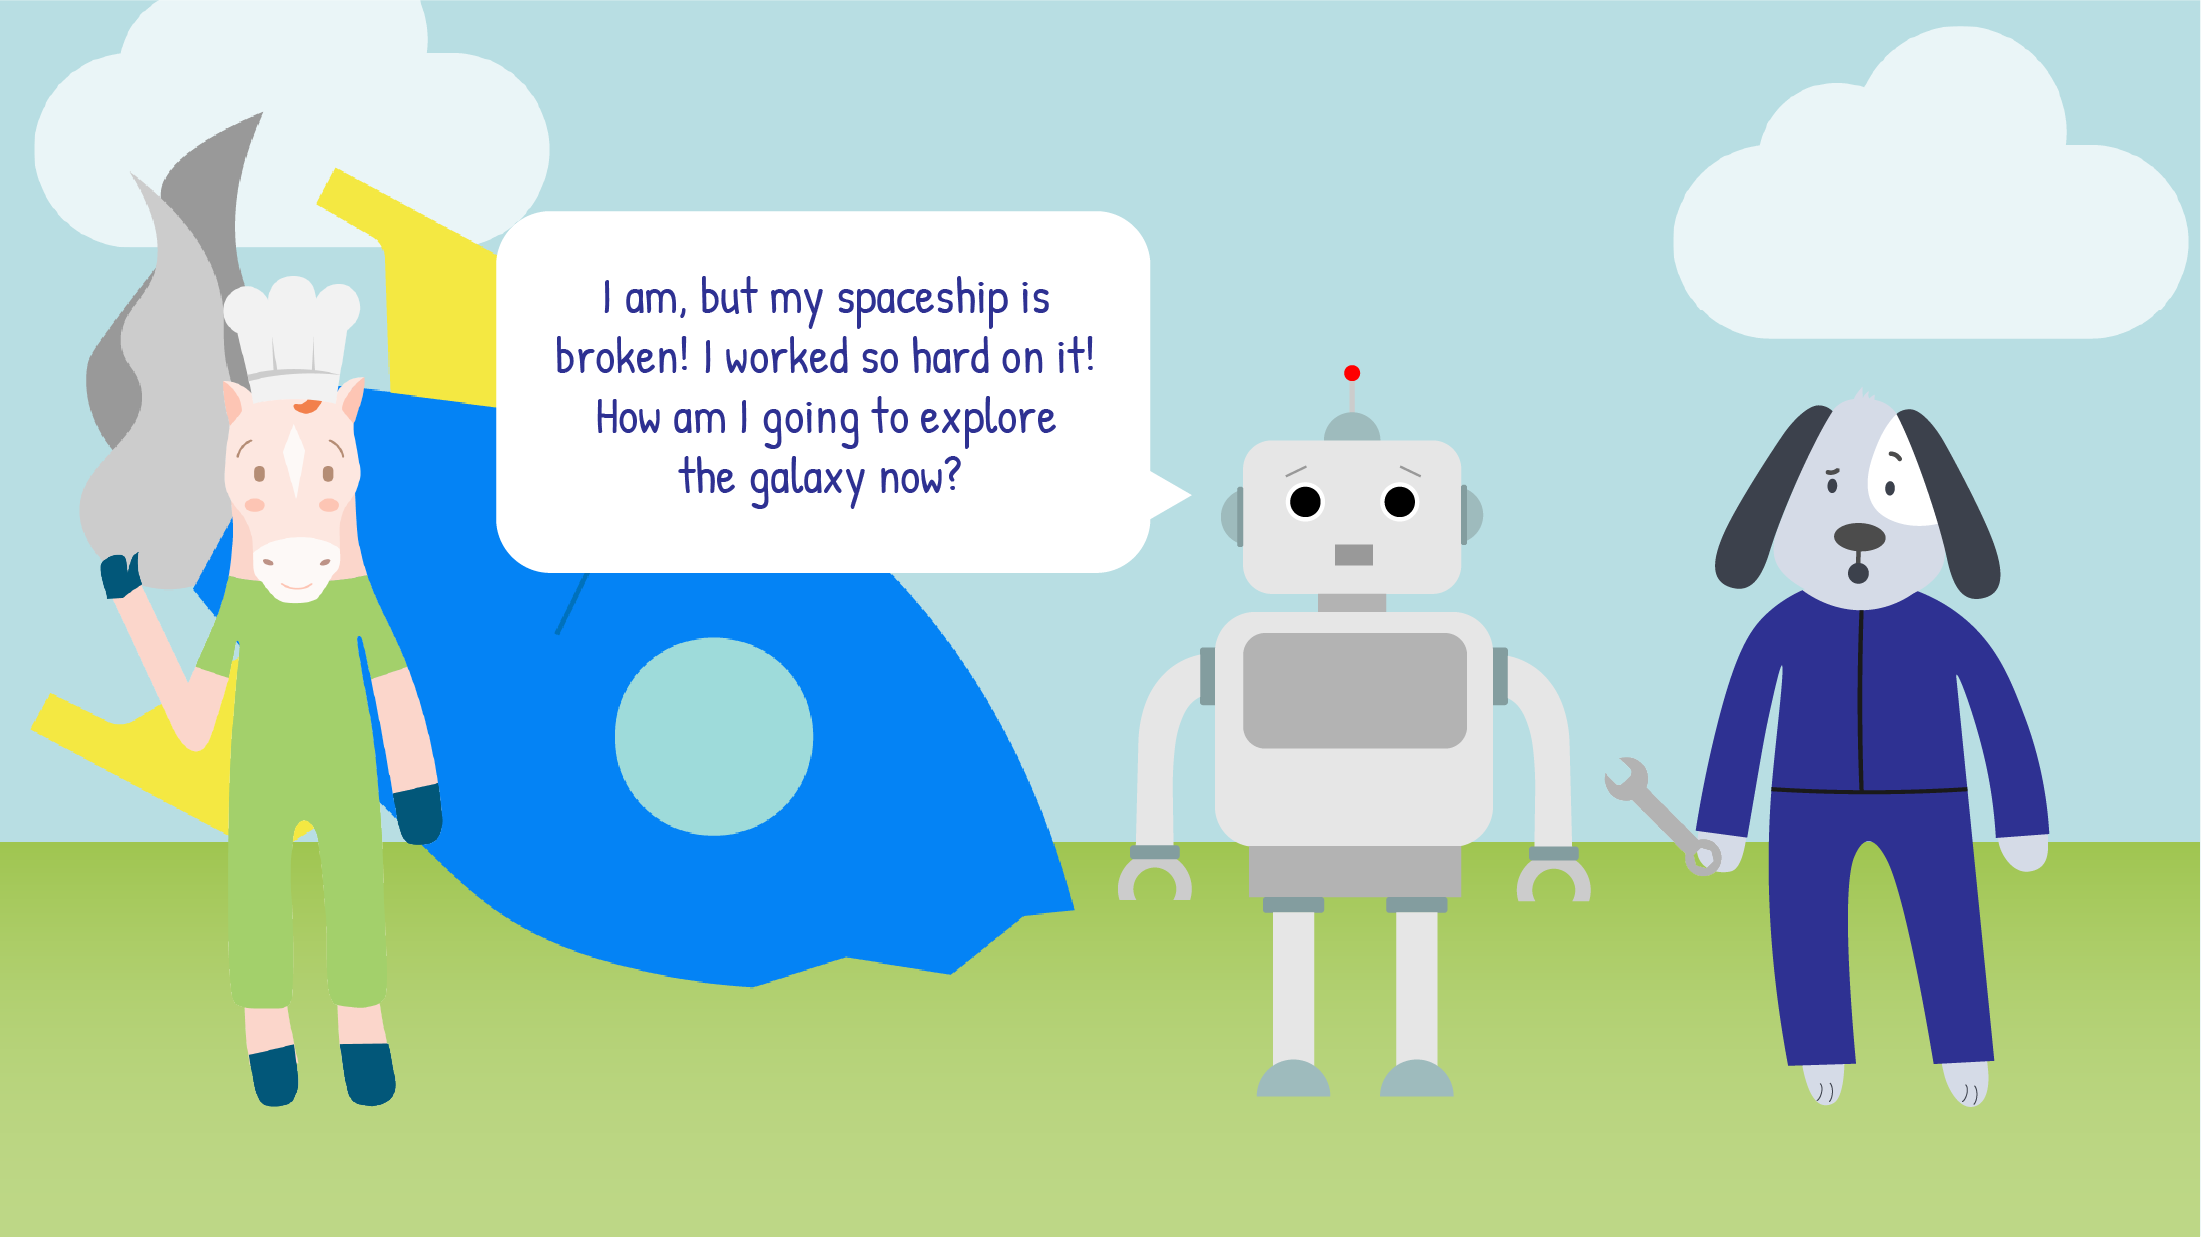 I am, but my spaceship is
broken! I worked so hard on it!
How am I going to explore
the galaxy now?